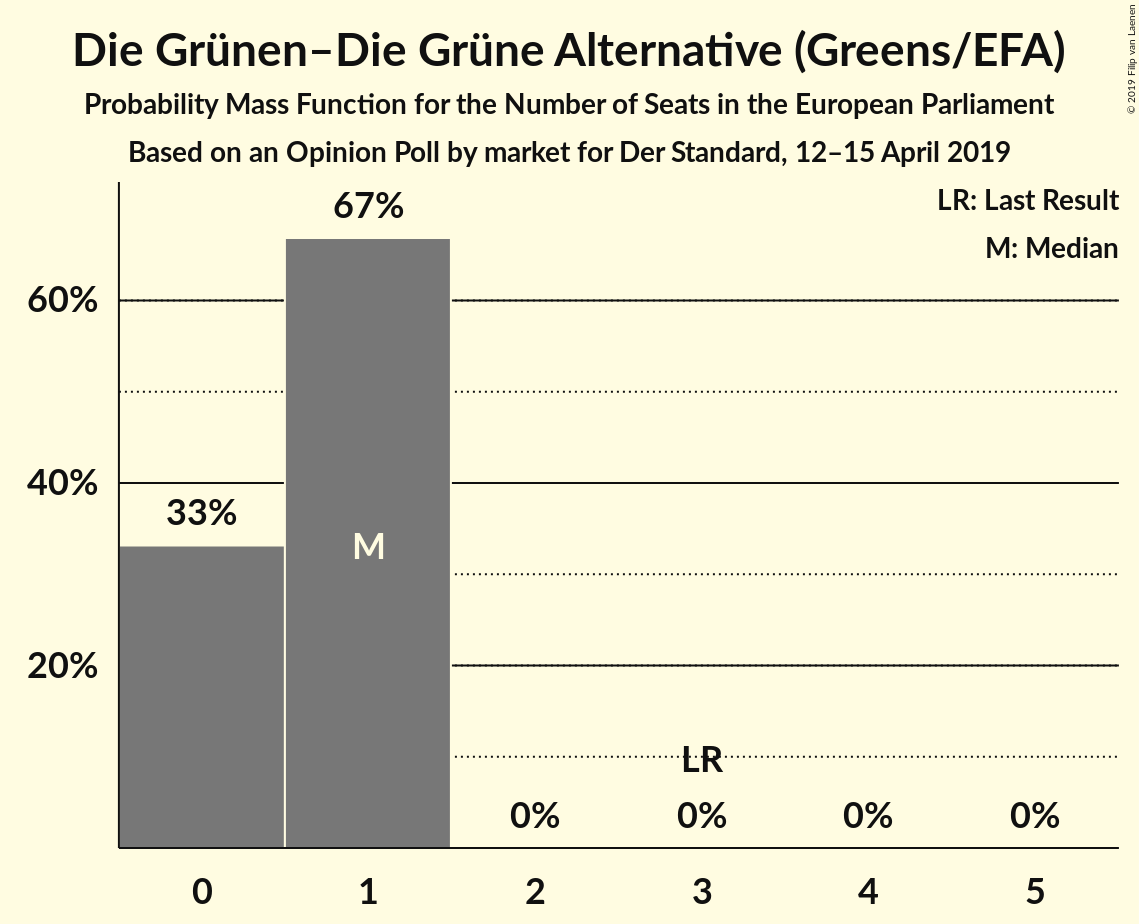 Die Grünen–Die Grüne Alternative (Greens/EFA)
Probability Mass Function for the Number of Seats in the European Parliament
Based on an Opinion Poll by market for Der Standard, 12–15 April 2019
© 2019 Filip van Laenen
LR: Last Result
M: Median
67%
60%
40%
33%
M
20%
LR
0% 0% 0% 0%
0 1 2 3 4 5